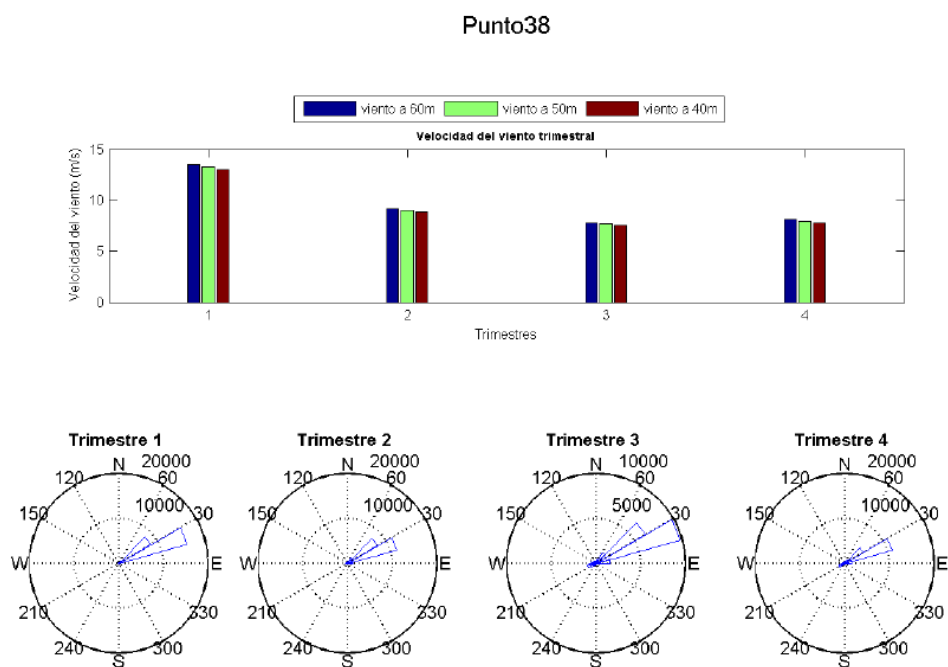 Punto38
viento a 60m viento a 50m viento a 40m
Velocidad del viento trimestral
Velocidad del viento (m/s)
15
10
5
0
1 2 3 4
Trimestres
Trimestre 1
N
20000
120 60
10000
150 30
W E
210 330
240 300
S
Trimestre 2
N
20000
120 60
10000
150 30
W E
210 330
240 300
S
Trimestre 3
N
10000
120 60
5000
150 30
W E
210 330
240 300
S
Trimestre 4
N
20000
120 60
10000
150 30
W E
210 330
240 300
S